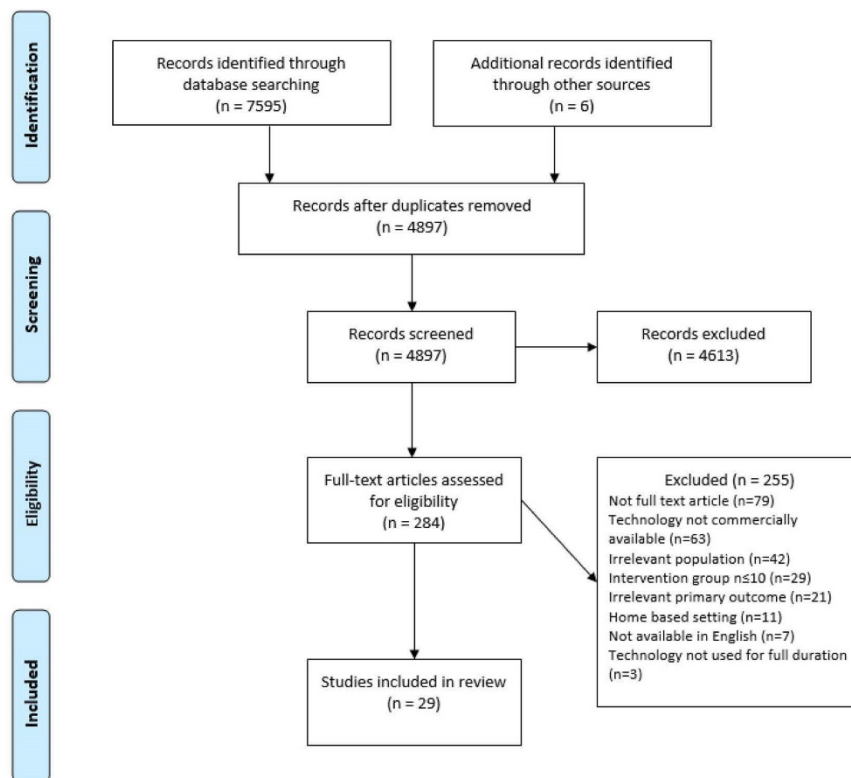 Identification
Records identified through
database searching
(n = 7595)
Additional records identified
through other sources
(n = 6)
Records after duplicates removed
(n = 4897)
Screening
Records screened
(n = 4897)
Records excluded
(n = 4613)
Eligibility
Full-text articles assessed
for eligibility
(n = 284)
Excluded (n = 255)
Not full text article (n=79)
Technology not commercially
available (n=63)
Irrelevant population (n=42)
Intervention group n≤10 (n=29)
Irrelevant primary outcome (n=21)
Home based setting (n=11)
Not available in English (n=7)
Technology not used for full duration
(n=3)
Included
Studies included in review
(n = 29)